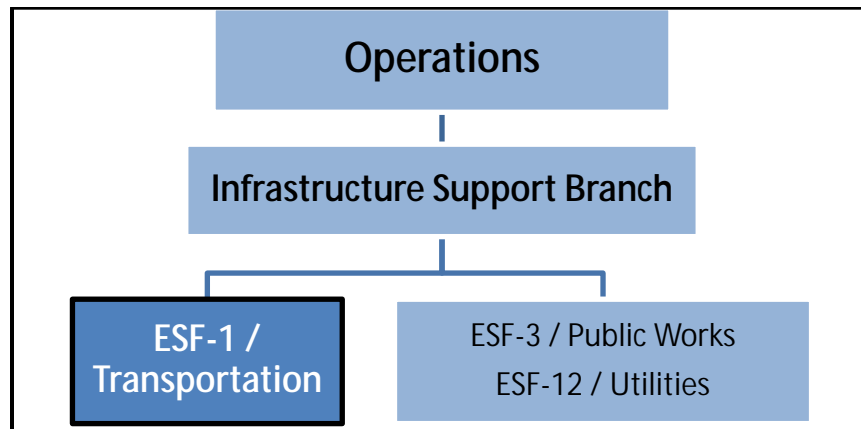 Operations
Infrastructure Support Branch
ESF-1 /
Transportation
ESF-3 / Public Works
ESF-12 / Utilities